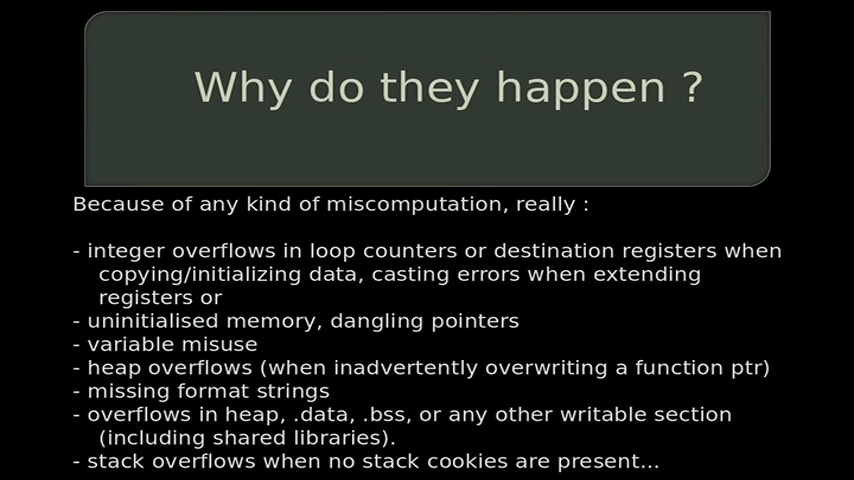 Why do they happen ?
Because of any kind of miscomputation, really :
- integer overflows in loop counters or destination registers when
copying/initializing data, casting errors when extending
registers or
- uninitialised memory, dangling pointers
- variable misuse
- heap overflows (when inadvertently overwriting a function ptr)
- missing format strings
- overflows in heap, .data, .bss, or any other writable section
(including shared libraries).
- stack overflows when no stack cookies are present...